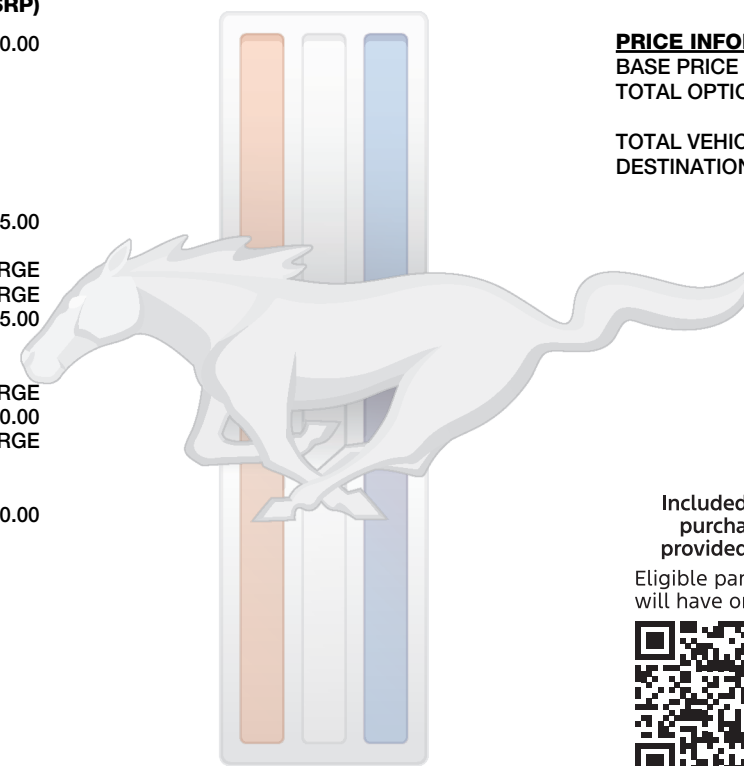 SRP)
0.00
5.00
RGE
RGE
5.00
RGE
0.00
RGE
0.00
PRICE INFO
BASE PRICE
TOTAL OPTIO
TOTAL VEHIC
DESTINATION
Included
purcha
provided
Eligible par
will have or